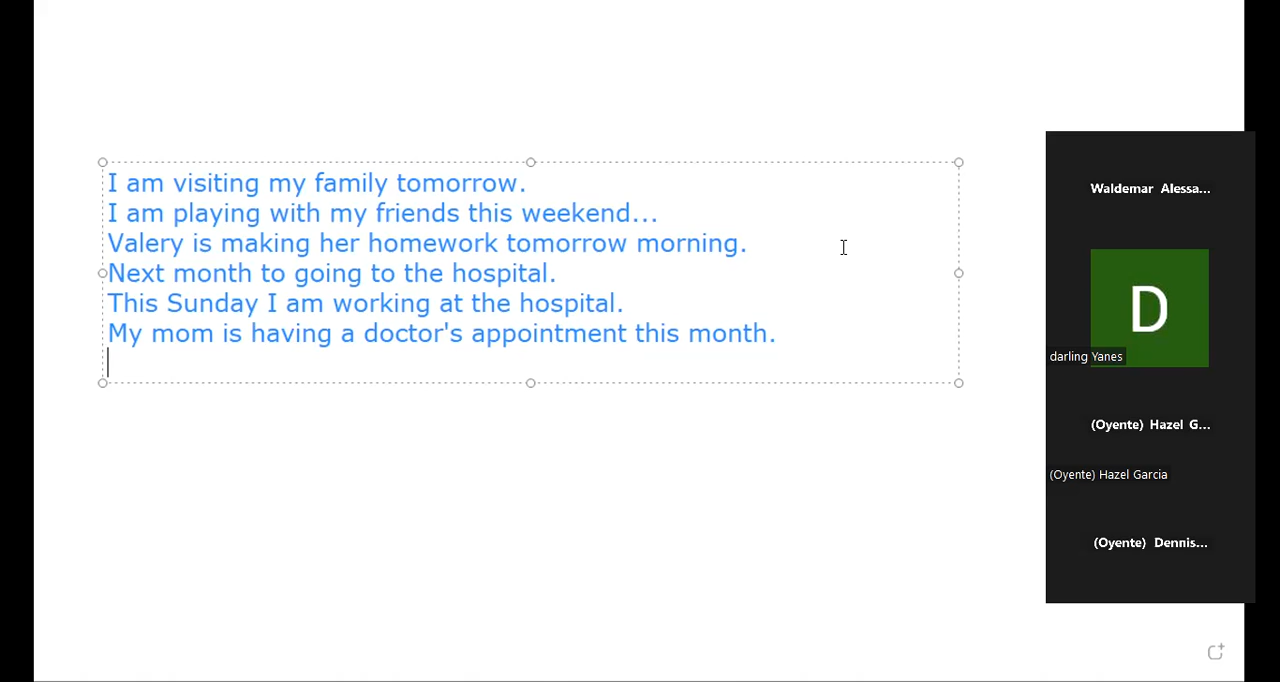 I am visiting my family tomorrow.
I am playing with my friends this weekend...
Valery is making her homework tomorrow morning.
Next month to going to the hospital.
This Sunday I am working at the hospital.
My mom is having a doctor's appointment this month.
Waldemar Alessa...
D
darling Yanes
(Oyente) Hazel G...
(Oyente) Hazel Garcia
(Oyente) Dennis...